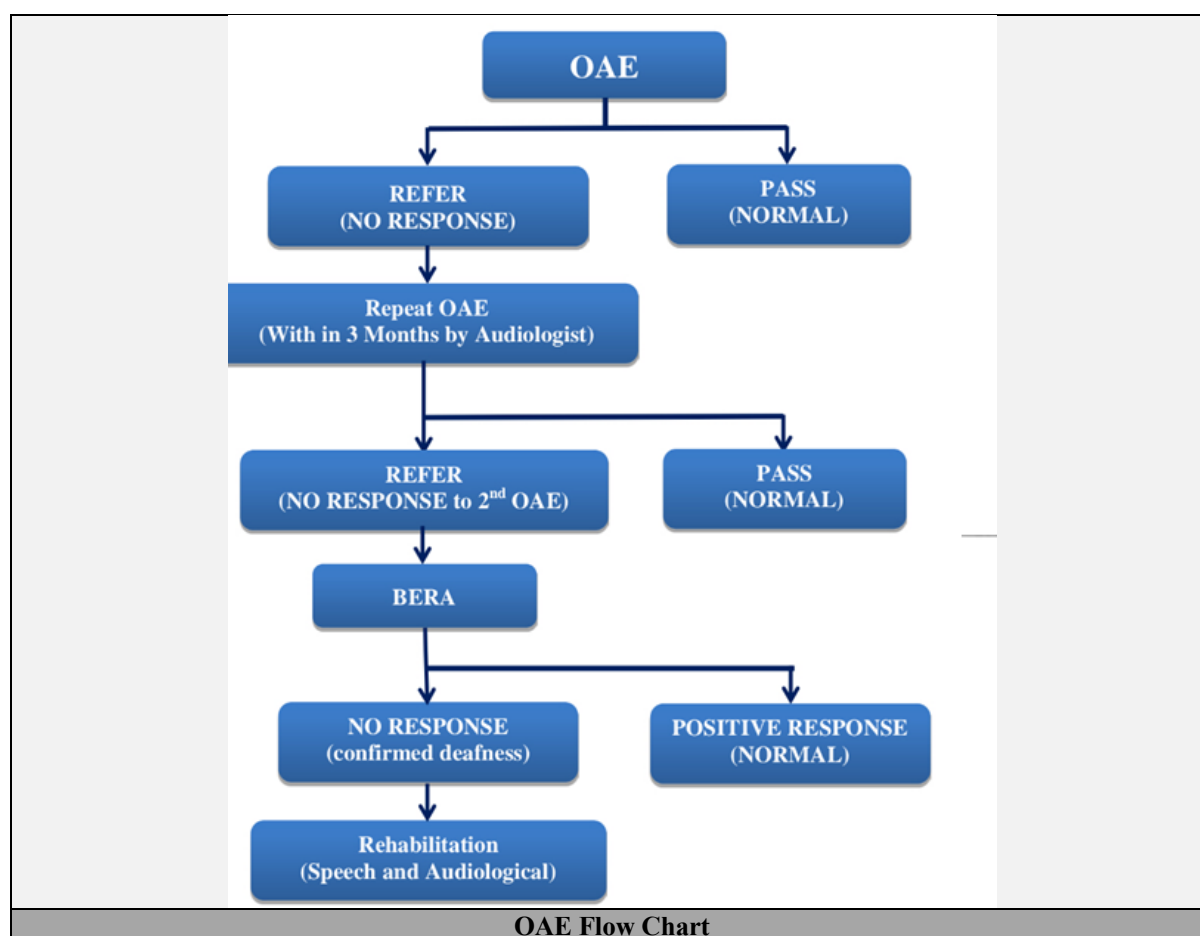 OAE
REFER
(NO RESPONSE)
PASS
(NORMAL)
Repeat OAE
(With in 3 Months by Audiologist)
REFER
(NO RESPONSE to 2nd OAE)
PASS
(NORMAL)
BERA
NO RESPONSE
(confirmed deafness)
POSITIVE RESPONSE
(NORMAL)
Rehabilitation
(Speech and Audiological)
OAE Flow Chart